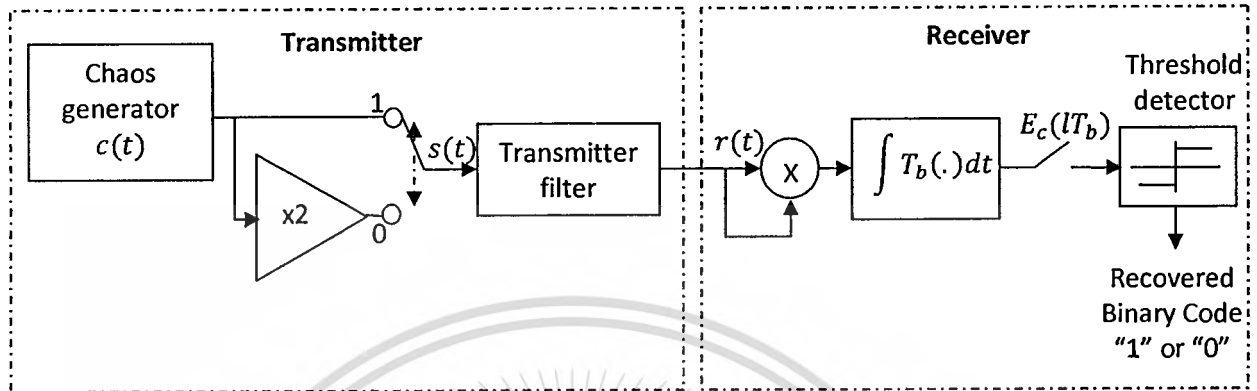 Transmitter
Receiver
Chaos
generator
c(t)
1
s(t)
x2
0
Transmitter
filter
r(t)
X
∫ T_b(.)dt
E_c(lT_b)
Threshold
detector
Recovered
Binary Code
"1" or "0"